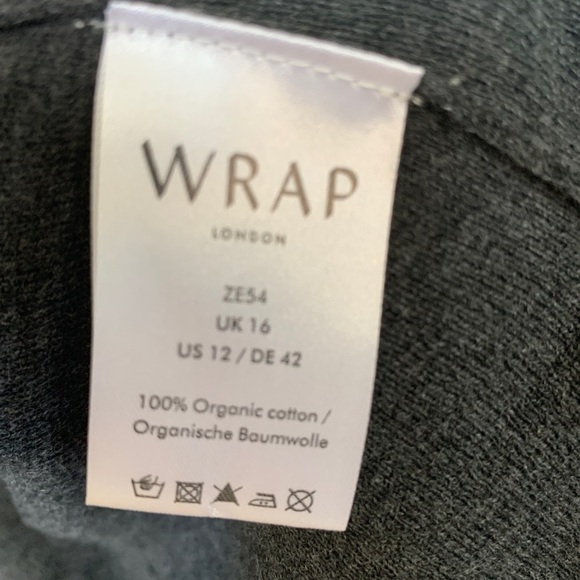 WRAP
LONDON
ZE54
UK 16
US 12 / DE 42
100% Organic cotton /
Organische Baumwolle